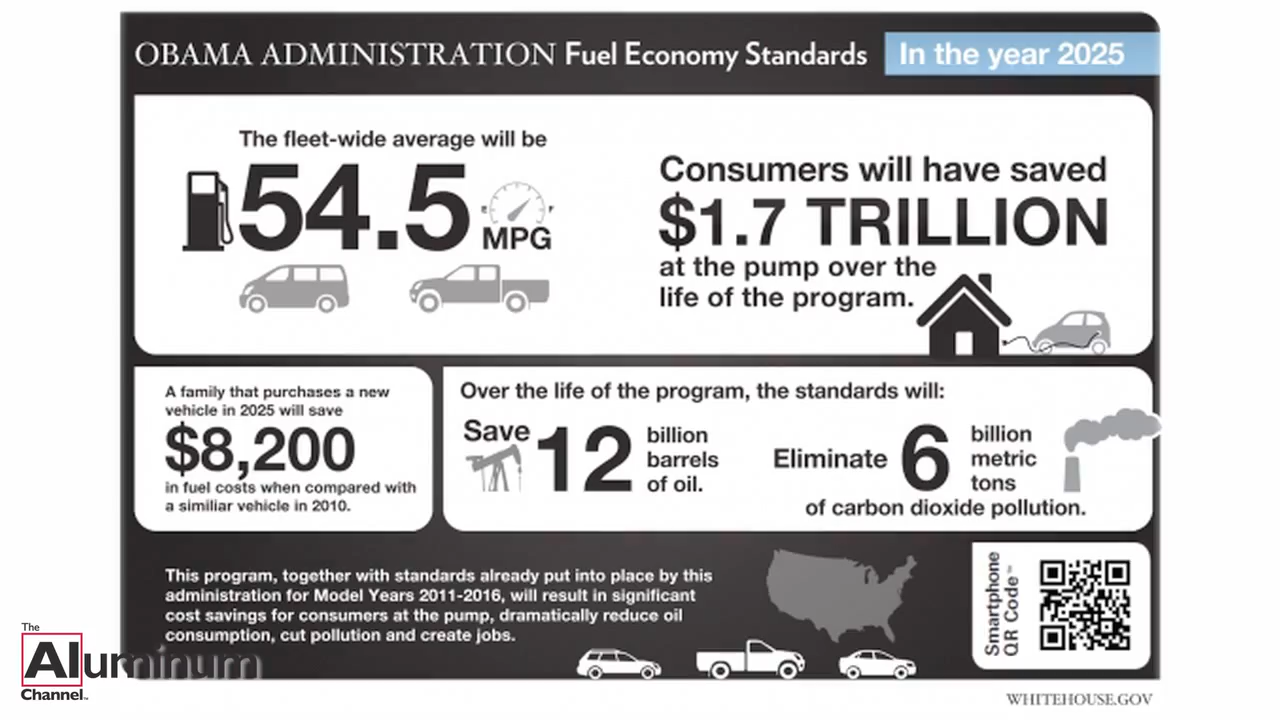 OBAMA ADMINISTRATION Fuel Economy Standards
In the year 2025
The fleet-wide average will be
54.5
E F
MPG
Consumers will have saved
$1.7 TRILLION
at the pump over the
life of the program.
A family that purchases a new
vehicle in 2025 will save
$8,200
in fuel costs when compared with
a similiar vehicle in 2010.
Over the life of the program, the standards will:
Save 12 billion
barrels
of oil.
Eliminate 6 billion
metric
tons
of carbon dioxide pollution.
This program, together with standards already put into place by this
administration for Model Years 2011-2016, will result in significant
cost savings for consumers at the pump, dramatically reduce oil
consumption, cut pollution and create jobs.
Smartphone
QR Code™
The
Aluminum
Channel™
WHITEHOUSE.GOV